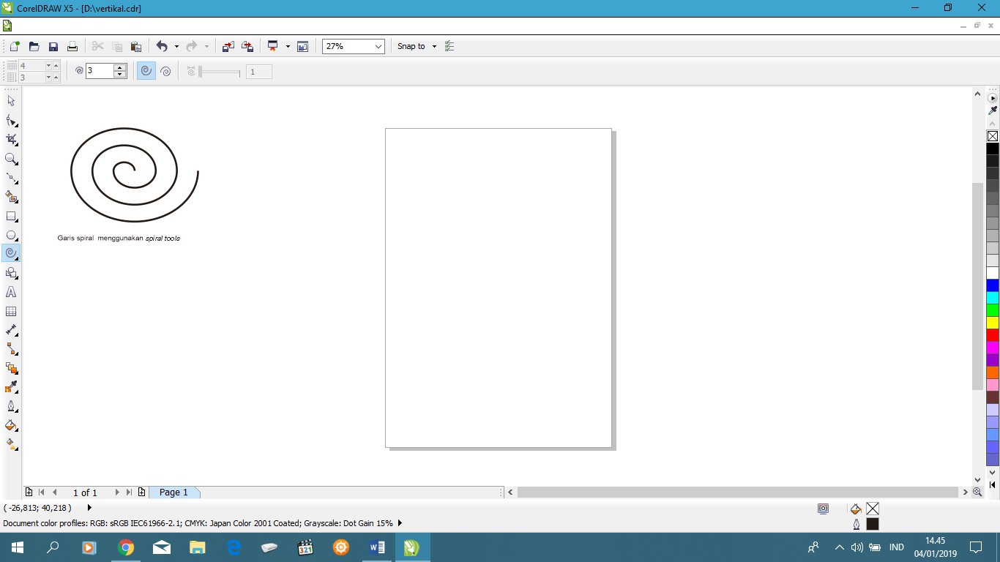 CorelDRAW X5 - [D:\vertikal.cdr]
27%
Snap to
4
3
3
1
Garis spiral menggunakan spiral tools
1 of 1
Page 1
( -26,813; 40,218 )
Document color profiles: RGB: sRGB IEC61966-2.1; CMYK: Japan Color 2001 Coated; Grayscale: Dot Gain 15%
321
W
IND
14.45
04/01/2019